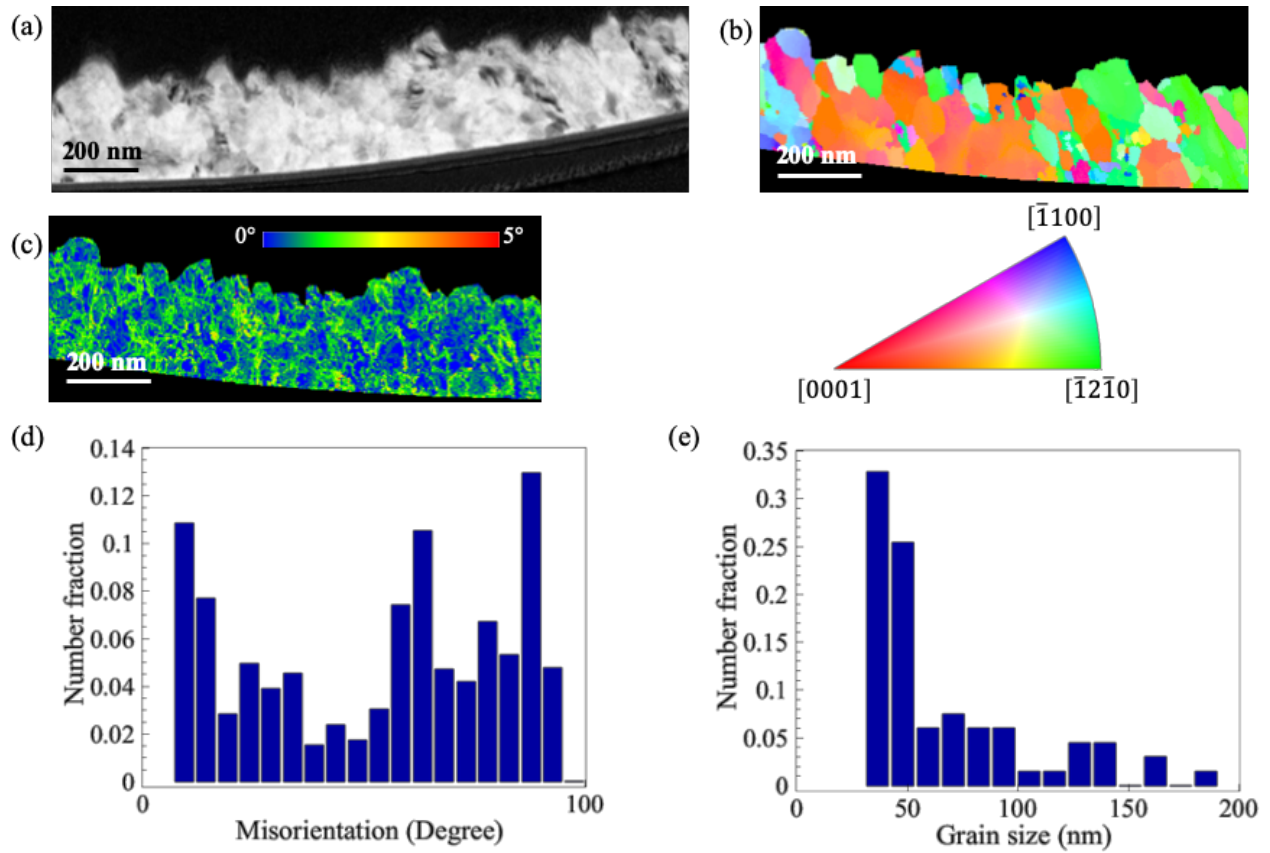 (a)
200 nm
(b)
200 nm
(c)
0° 5°
200 nm
[1̅100]
[0001]
[1̅21̅0]
(d)
0.14
0.12
0.1
0.08
0.06
0.04
0.02
0
Number fraction
0 100
Misorientation (Degree)
(e)
0.35
0.3
0.25
0.2
0.15
0.1
0.05
0
Number fraction
0 50 100 150 200
Grain size (nm)